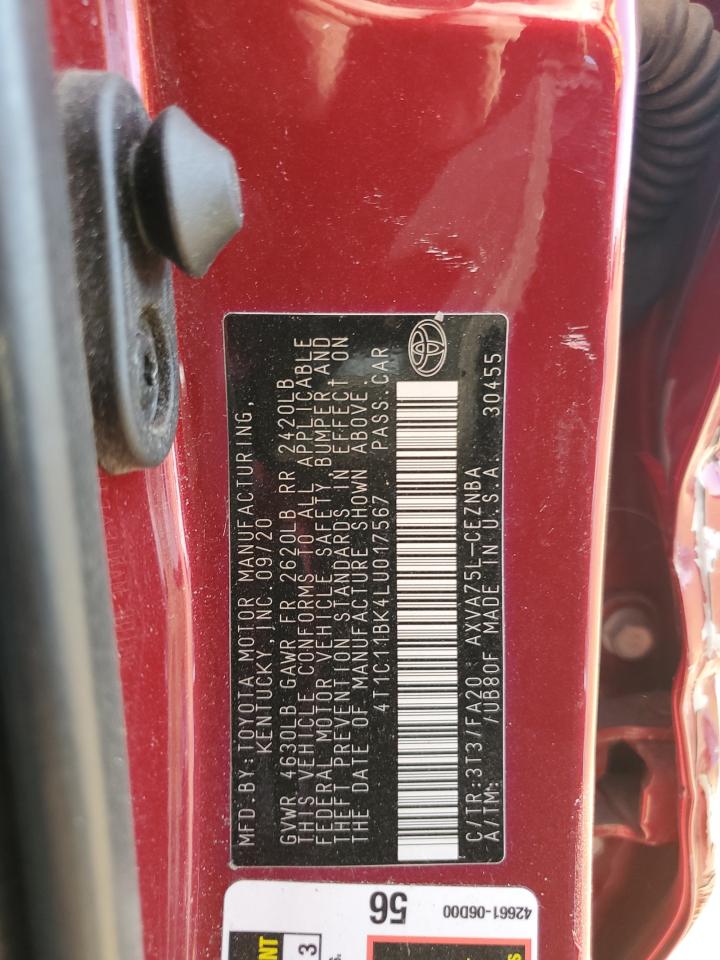 MFD.BY:TOYOTA MOTOR MANUFACTURING,
KENTUCKY, INC 09/20
GVWR 4630LB GAWR FR 2620LB RR 2420LB
THIS VEHICLE CONFORMS TO ALL APPLICABLE
FEDERAL MOTOR VEHICLE SAFETY, BUMPER AND
THEFT PREVENTION STANDARDS IN EFFECT ON
THE DATE OF MANUFACTURE SHOWN ABOVE.
4T1C11BK4LU017567 PASS.CAR
C/TR:3T3/FA20 AXVA75L-CEZNBA
A/TM: /UB80F MADE IN U.S.A. 30455
56
42661-06D00
3